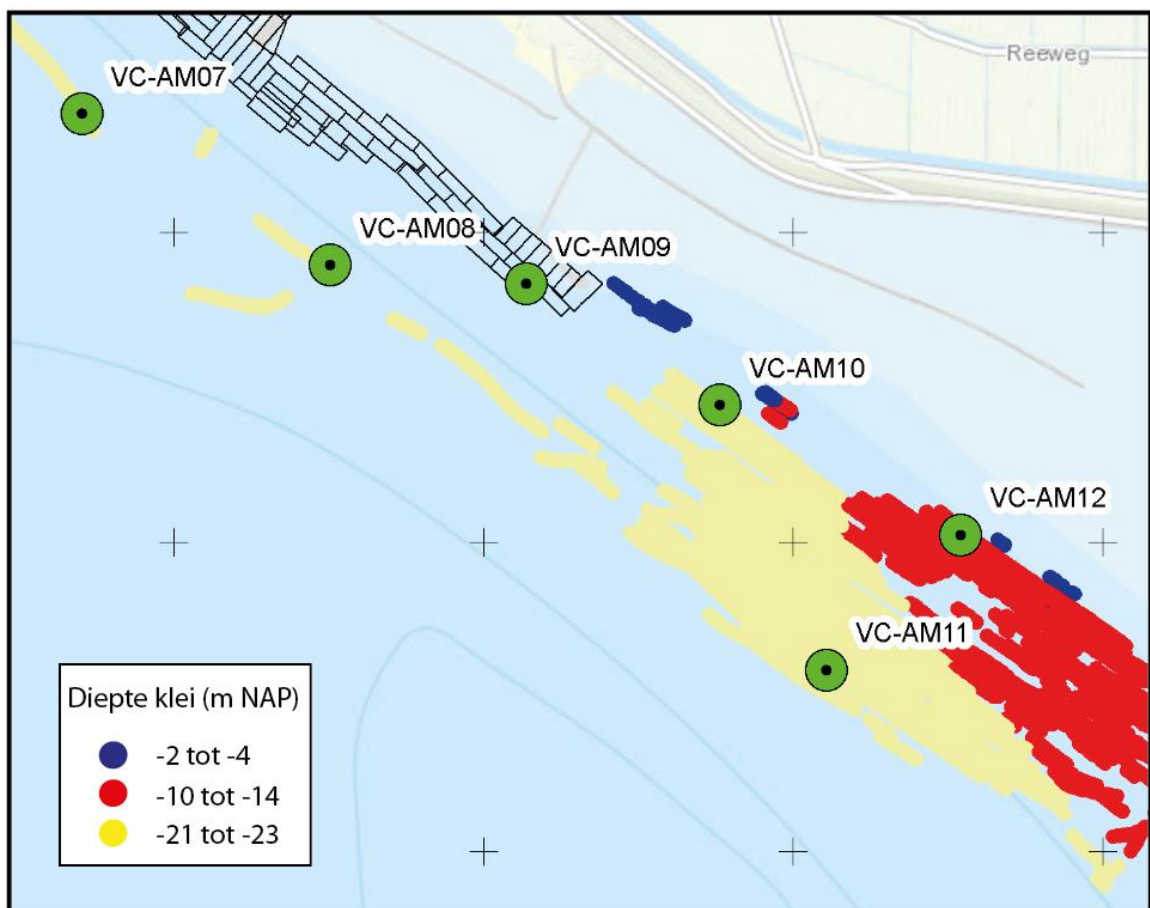 Reeweg
VC-AM07
VC-AM08
VC-AM09
VC-AM10
VC-AM12
VC-AM11
Diepte klei (m NAP)
-2 tot -4
-10 tot -14
-21 tot -23